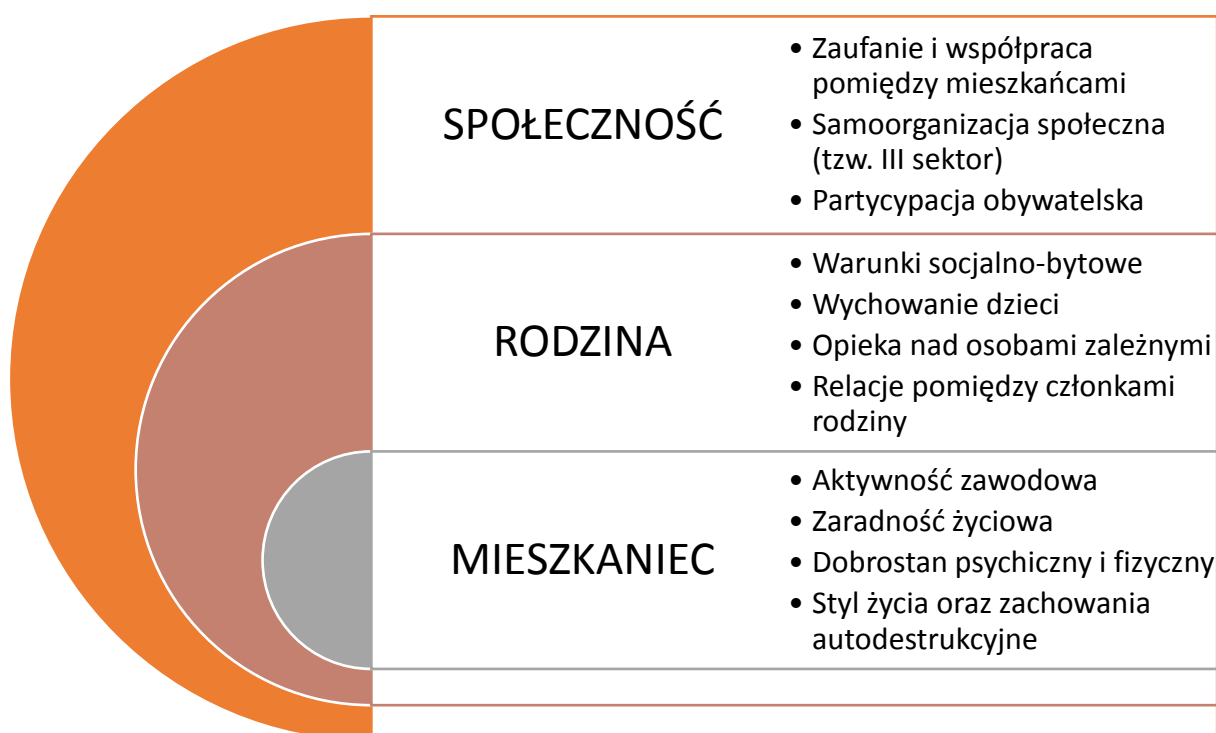 SPOŁECZNOŚĆ
• Zaufanie i współpraca
pomiędzy mieszkańcami
• Samoorganizacja społeczna
(tzw. III sektor)
• Partycypacja obywatelska
RODZINA
• Warunki socjalno-bytowe
• Wychowanie dzieci
• Opieka nad osobami zależnymi
• Relacje pomiędzy członkami
rodziny
MIESZKANIEC
• Aktywność zawodowa
• Zaradność życiowa
• Dobrostan psychiczny i fizyczny
• Styl życia oraz zachowania
autodestrukcyjne